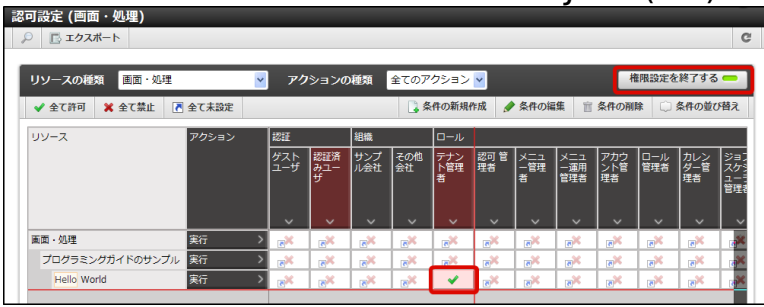 認可設定 (画面・処理)
エクスポート
リソースの種類 画面・処理 アクションの種類 全てのアクション 権限設定を終了する
全て許可 全て禁止 全て未設定 条件の新規作成 条件の編集 条件の削除 条件の並び替え
リソース アクション 認証 組織 ロール
ゲストユーザ 認証済みユーザ サンプル会社 その他会社 テナント管理者 認可 管理者 メニュー管理者 メニュー運用管理者 アカウント管理者 ロール管理者 カレンダー管理者
画面・処理 実行
プログラミングガイドのサンプル 実行
Hello World 実行